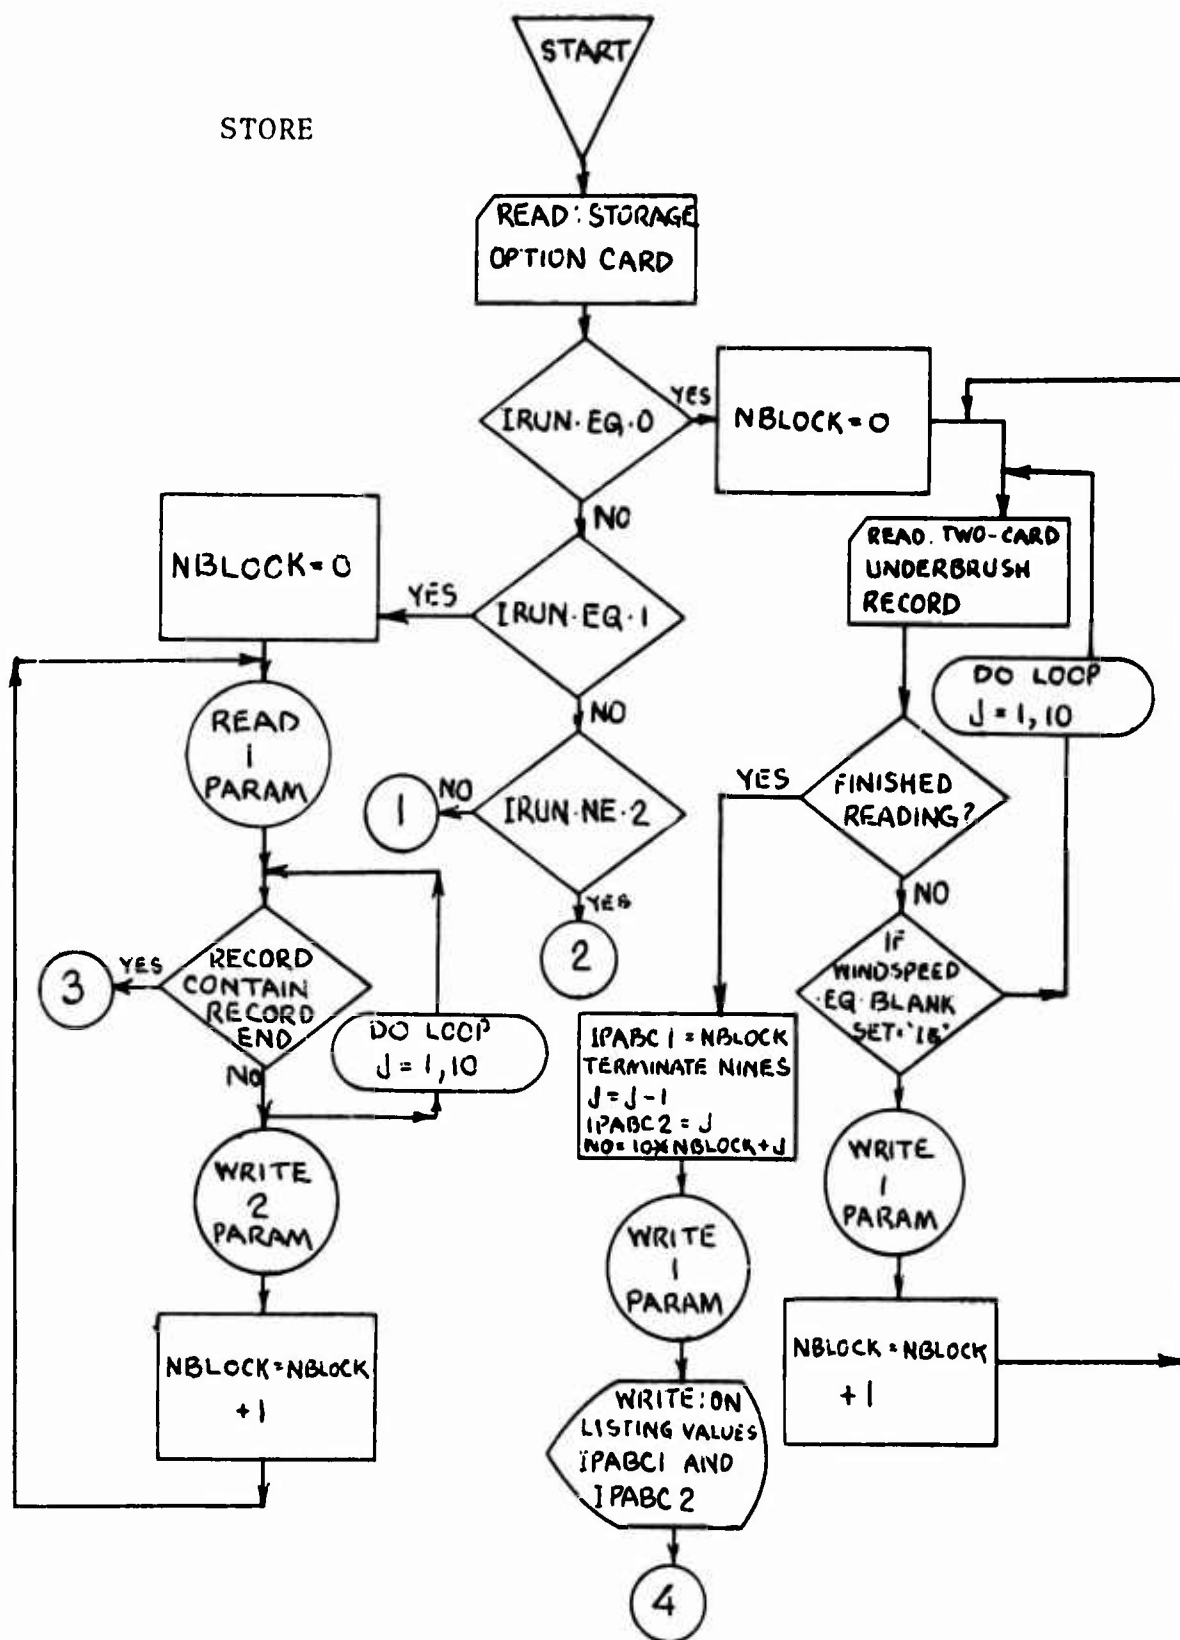 START
STORE
READ: STORAGE
OPTION CARD
IRUN·EQ·0
YES
NBLOCK=0
NO
READ. TWO-CARD
UNDERBRUSH
RECORD
NBLOCK=0
YES
IRUN·EQ·1
DO LOOP
J = 1, 10
NO
READ
1
PARAM
YES
FINISHED
READING?
1
NO
IRUN·NE·2
NO
YES
2
IF
WINDSPEED
·EQ·BLANK
3
YES
RECORD
CONTAIN
RECORD
END
DO LOOP
J = 1, 10
NO
IPABC1 = NBLOCK
TERMINATE NINES
J = J - 1
IPABC2 = J
NO=10*NBLOCK+J
WRITE
2
PARAM
WRITE
1
PARAM
WRITE
1
PARAM
NBLOCK=NBLOCK
+1
NBLOCK=NBLOCK
+1
WRITE: ON
LISTING VALUES
IPABC1 AND
IPABC2
4